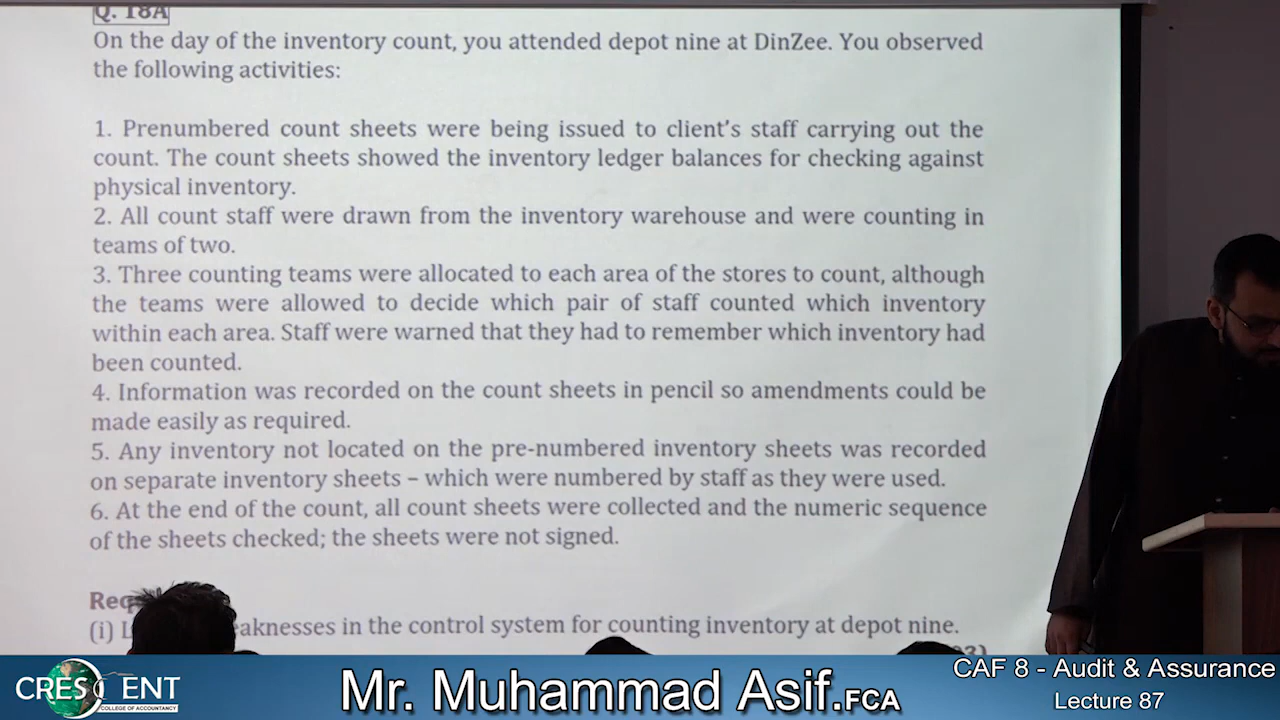 Q. 18A
On the day of the inventory count, you attended depot nine at DinZee. You observed
the following activities:
1. Prenumbered count sheets were being issued to client's staff carrying out the
count. The count sheets showed the inventory ledger balances for checking against
physical inventory.
2. All count staff were drawn from the inventory warehouse and were counting in
teams of two.
3. Three counting teams were allocated to each area of the stores to count, although
the teams were allowed to decide which pair of staff counted which inventory
within each area. Staff were warned that they had to remember which inventory had
been counted.
4. Information was recorded on the count sheets in pencil so amendments could be
made easily as required.
5. Any inventory not located on the pre-numbered inventory sheets was recorded
on separate inventory sheets – which were numbered by staff as they were used.
6. At the end of the count, all count sheets were collected and the numeric sequence
of the sheets checked; the sheets were not signed.
(i) in the control system for counting inventory at depot nine.
CRESCENT
COLLEGE OF ACCOUNTANCY
Mr. Muhammad Asif.FCA
CAF 8 - Audit & Assurance
Lecture 87